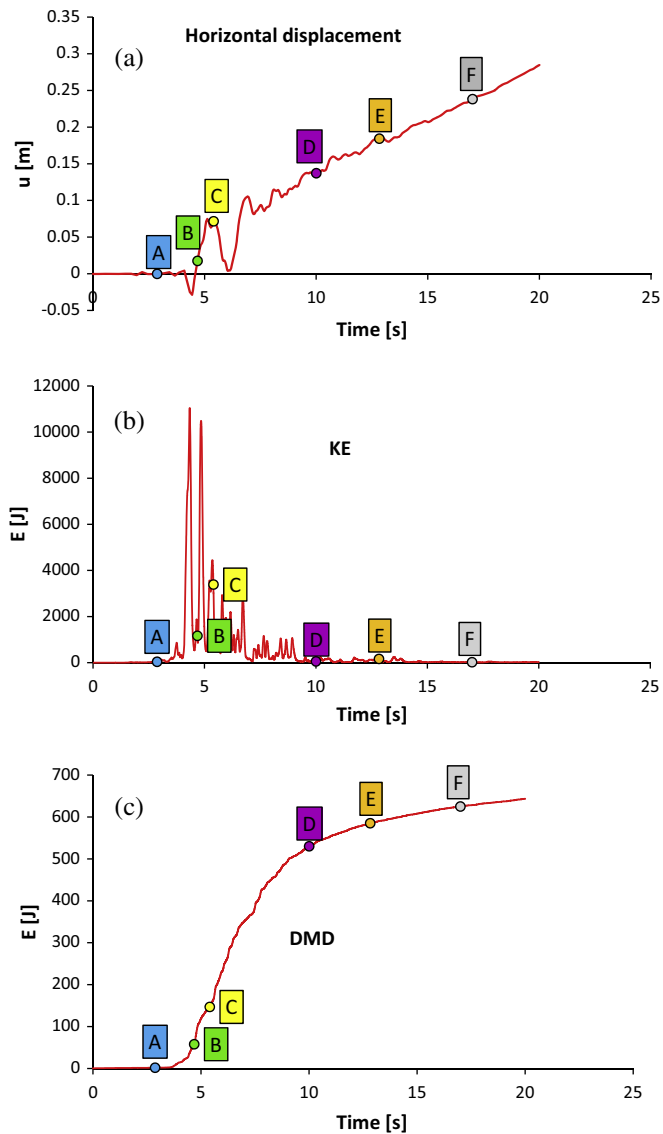 (a)
Horizontal displacement
u [m]
0.35
0.3
0.25
0.2
0.15
0.1
0.05
0
-0.05
A
B
C
D
E
F
0
5
10
15
20
25
Time [s]
(b)
KE
E [J]
12000
10000
8000
6000
4000
2000
0
A
B
C
D
E
F
0
5
10
15
20
25
Time [s]
(c)
DMD
E [J]
700
600
500
400
300
200
100
0
A
B
C
D
E
F
0
5
10
15
20
25
Time [s]